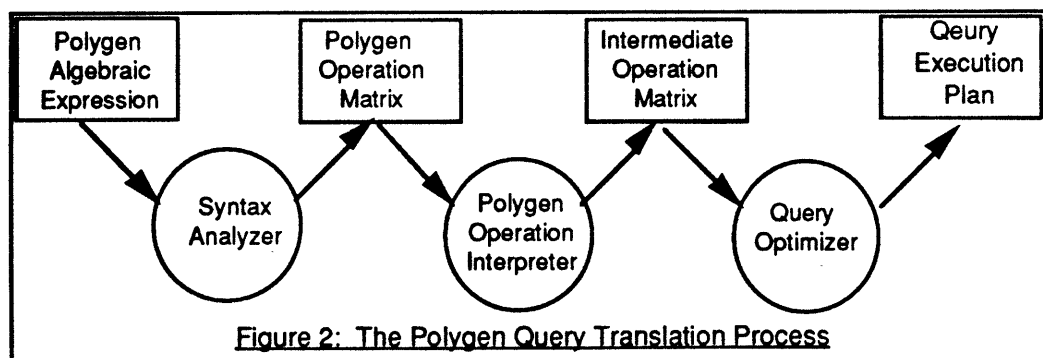 Polygen
Algebraic
Expression
Polygen
Operation
Matrix
Intermediate
Operation
Matrix
Qeury
Execution
Plan
Syntax
Analyzer
Polygen
Operation
Interpreter
Query
Optimizer
Figure 2: The Polygen Query Translation Process